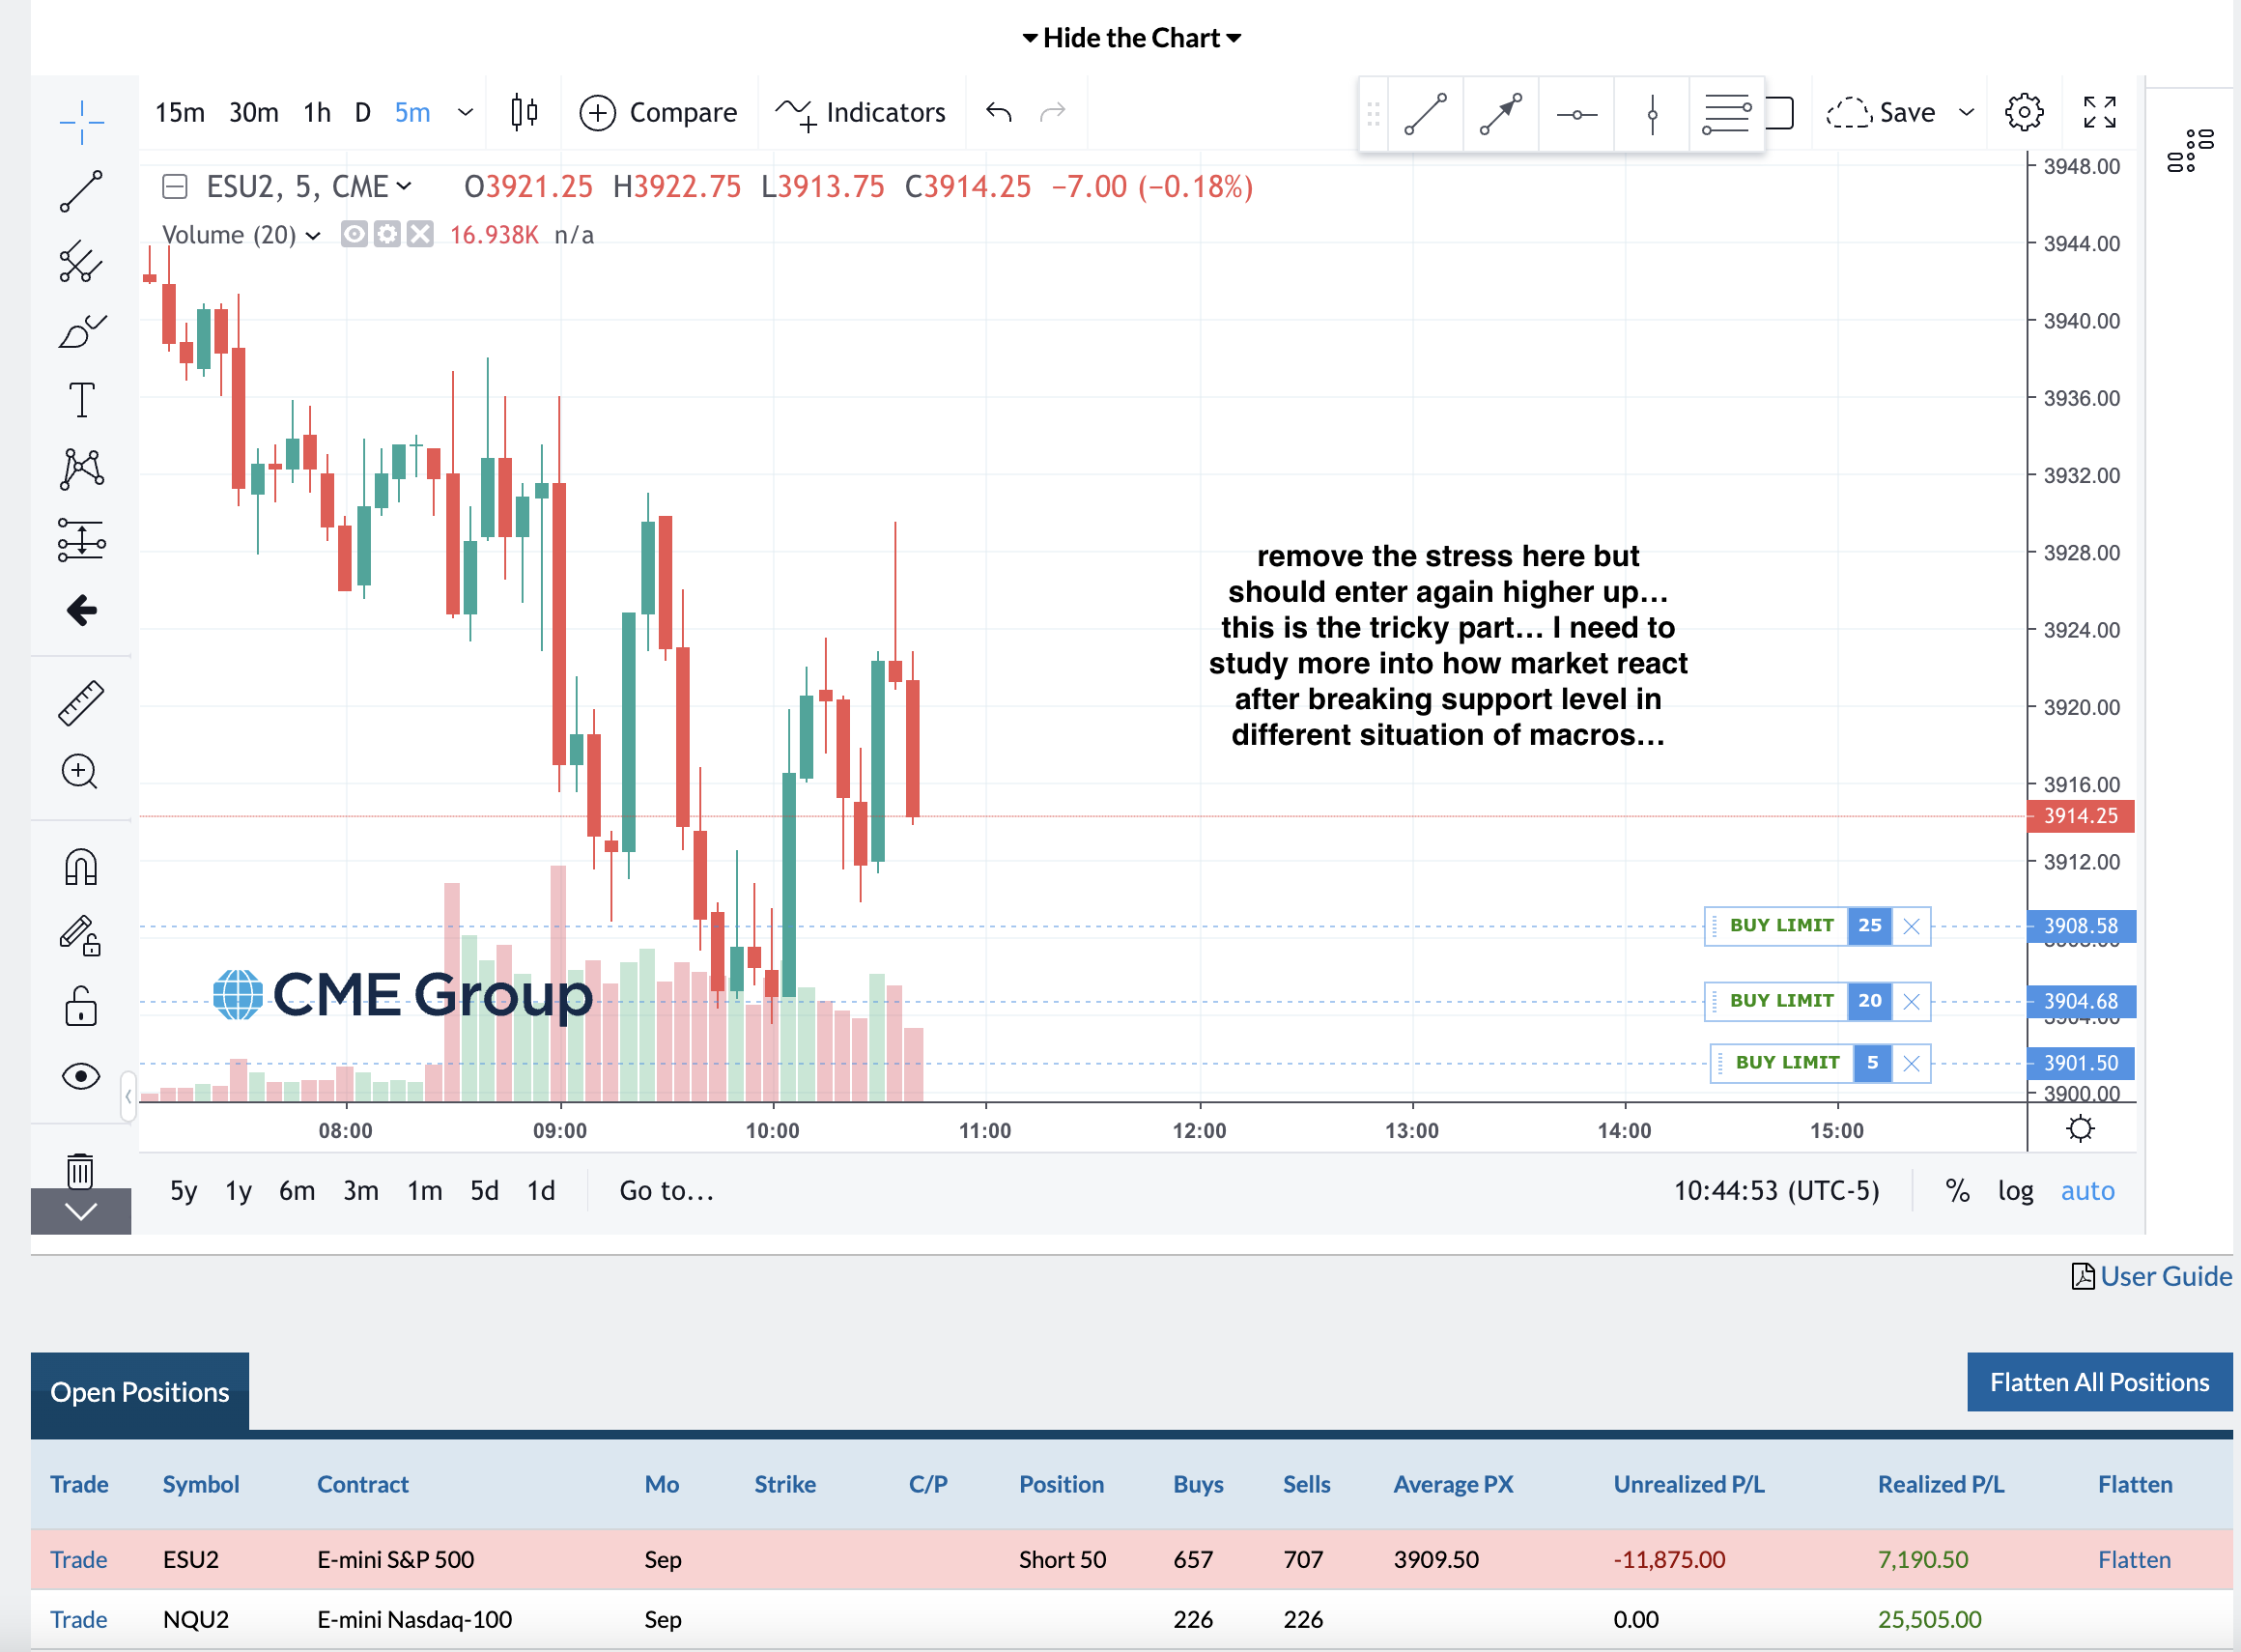 Hide the Chart
15m 30m 1h D 5m Compare Indicators Save
ESU2, 5, CME O3921.25 H3922.75 L3913.75 C3914.25 −7.00 (−0.18%)
Volume (20) 16.938K n/a
3948.00
3944.00
3940.00
3936.00
3932.00
3928.00
3924.00
3920.00
3916.00
3914.25
3912.00
remove the stress here but
should enter again higher up...
this is the tricky part... I need to
study more into how market react
after breaking support level in
different situation of macros...
BUY LIMIT 25 3908.58
BUY LIMIT 20 3904.68
BUY LIMIT 5 3901.50
3900.00
CME Group
08:00 09:00 10:00 11:00 12:00 13:00 14:00 15:00
5y 1y 6m 3m 1m 5d 1d Go to... 10:44:53 (UTC-5) % log auto
User Guide
Open Positions Flatten All Positions
Trade Symbol Contract Mo Strike C/P Position Buys Sells Average PX Unrealized P/L Realized P/L Flatten
Trade ESU2 E-mini S&P 500 Sep Short 50 657 707 3909.50 -11,875.00 7,190.50 Flatten
Trade NQU2 E-mini Nasdaq-100 Sep 226 226 0.00 25,505.00